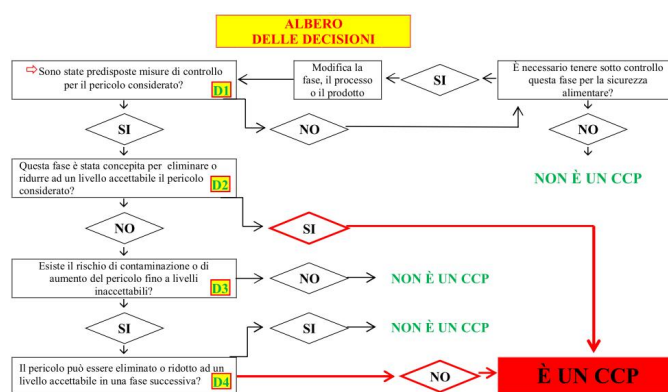 ALBERO
DELLE DECISIONI
⇨Sono state predisposte misure di controllo
per il pericolo considerato?
D1
Modifica la
fase, il processo
o il prodotto
SI
È necessario tenere sotto controllo
questa fase per la sicurezza
alimentare?
SI
NO
NO
NON È UN CCP
Questa fase è stata concepita per eliminare o
ridurre ad un livello accettabile il pericolo
considerato?
D2
NO
SI
Esiste il rischio di contaminazione o di
aumento del pericolo fino a livelli
inaccettabili?
D3
NO
NON È UN CCP
SI
SI
NON È UN CCP
Il pericolo può essere eliminato o ridotto ad un
livello accettabile in una fase successiva?
D4
NO
È UN CCP